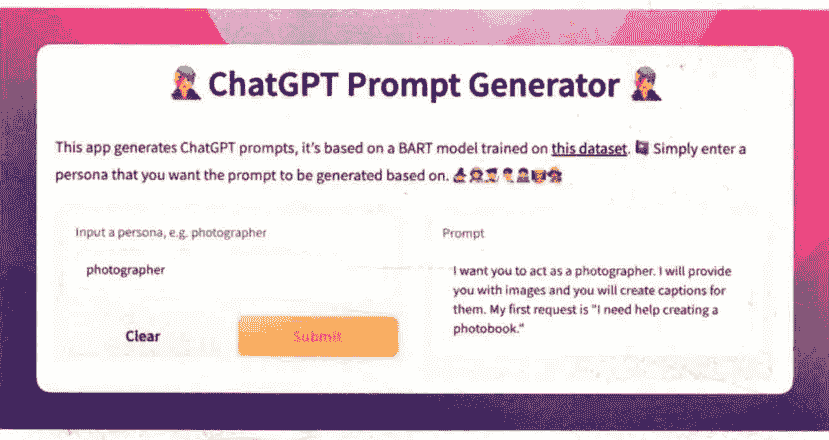 ChatGPT Prompt Generator
This app generates ChatGPT prompts, it's based on a BART model trained on this dataset. Simply enter a
persona that you want the prompt to be generated based on.
Input a persona, e.g. photographer
photographer
Clear
Submit
Prompt
I want you to act as a photographer. I will provide
you with images and you will create captions for
them. My first request is "I need help creating a
photobook."